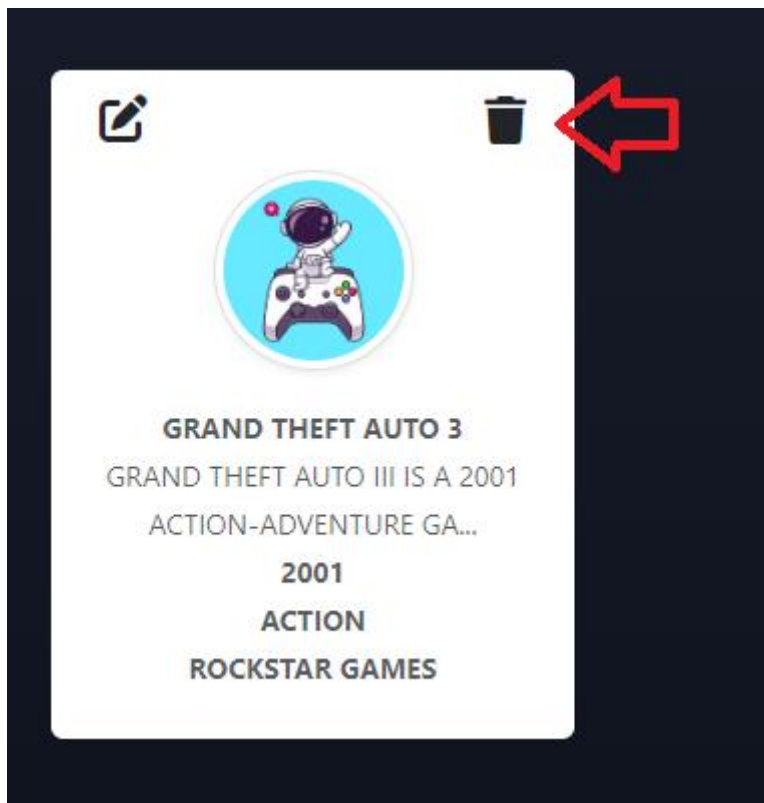 GRAND THEFT AUTO 3
GRAND THEFT AUTO III IS A 2001
ACTION-ADVENTURE GA...
2001
ACTION
ROCKSTAR GAMES